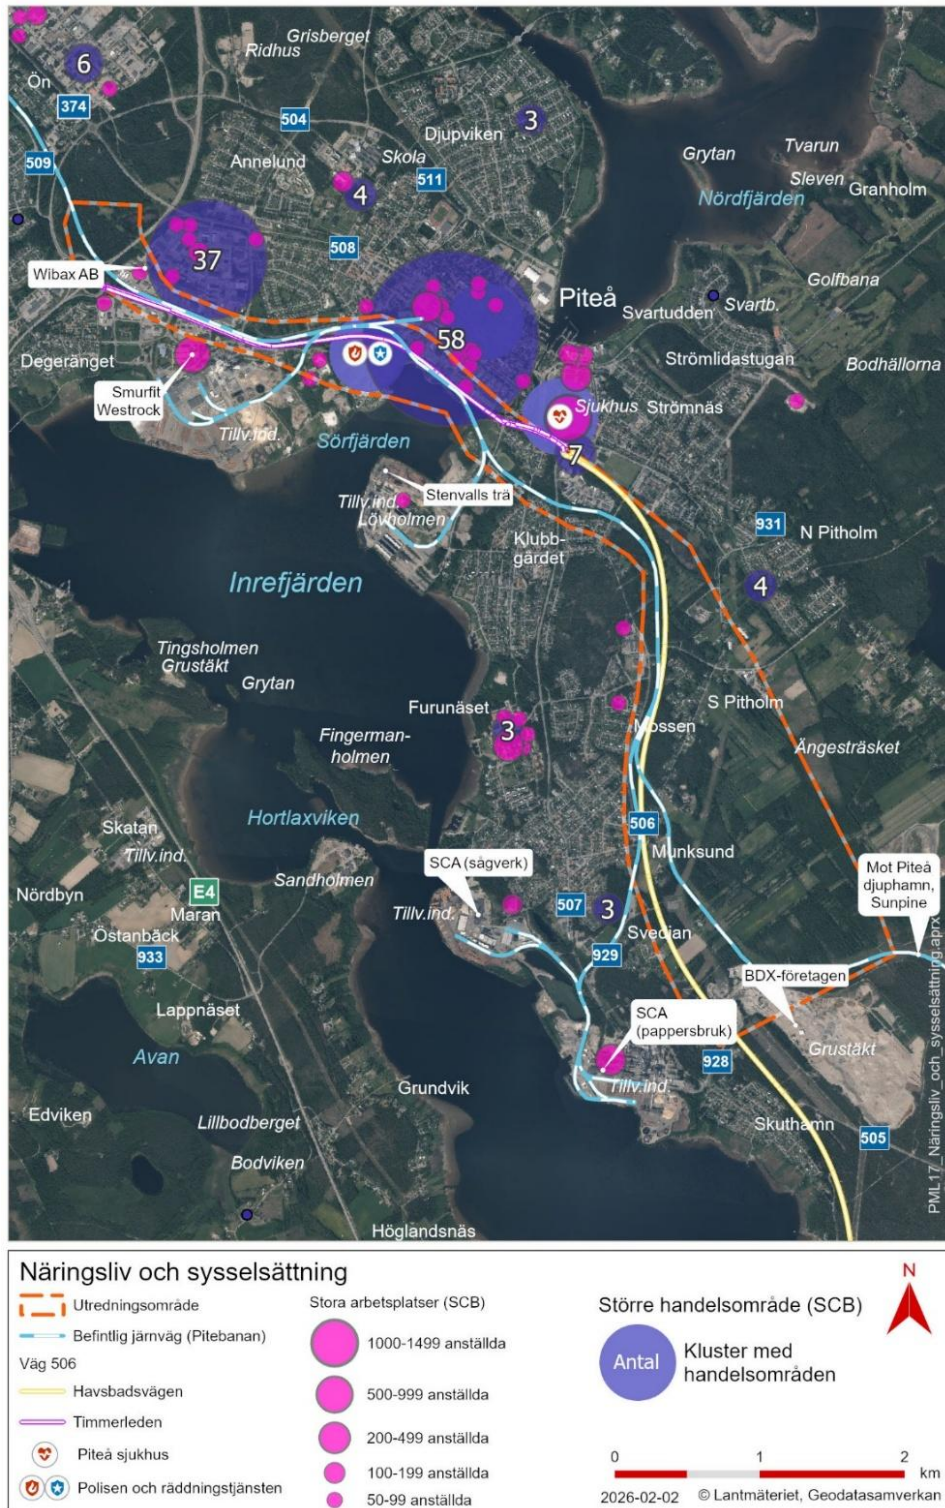 Grisberget
Ridhus
6
Ön
374
504
Djupviken
3
509
Annelund
Skola
511
4
Grytan
Tvarun
Sleven
Granholm
Nördfjärden
508
37
Wibax AB
Golfbana
Piteå
Svartudden
Svartb.
58
Degeränget
Strömlidastugan
Bodhällorna
Smurfit
Westrock
Tillv.ind.
Sörfjärden
Sjukhus
Strömnäs
7
Stenvalls trä
Tillv.ind.
Lövholmen
Klubb-
gärdet
931
N Pitholm
4
Inrefjärden
Tingsholmen
Grustäkt
Grytan
Furunäset
3
S Pitholm
Mossen
Fingerman-
holmen
Ängesträsket
Hortlaxviken
506
Munksund
Skatan
Tillv.ind.
SCA (sågverk)
Mot Piteå
djuphamn,
Sunpine
Nördbyn
E4
Maran
Sandholmen
Tillv.ind.
507
3
Svedjan
Östanbäck
933
929
BDX-företagen
Lappnäset
SCA
(pappersbruk)
Avan
928
Grustäkt
Tillv.ind.
Edviken
Grundvik
Lillbodberget
Skuthamn
505
Bodviken
Höglandsnäs
PML17_Näringsliv_och_sysselsättning.aprx
Näringsliv och sysselsättning
Utredningsområde
Befintlig järnväg (Pitebanan)
Väg 506
Havsbadsvägen
Timmerleden
Piteå sjukhus
Polisen och räddningstjänsten
Stora arbetsplatser (SCB)
1000-1499 anställda
500-999 anställda
200-499 anställda
100-199 anställda
50-99 anställda
Större handelsområde (SCB)
Antal
Kluster med
handelsområden
N
0 1 2
km
2026-02-02 © Lantmäteriet, Geodatasamverkan